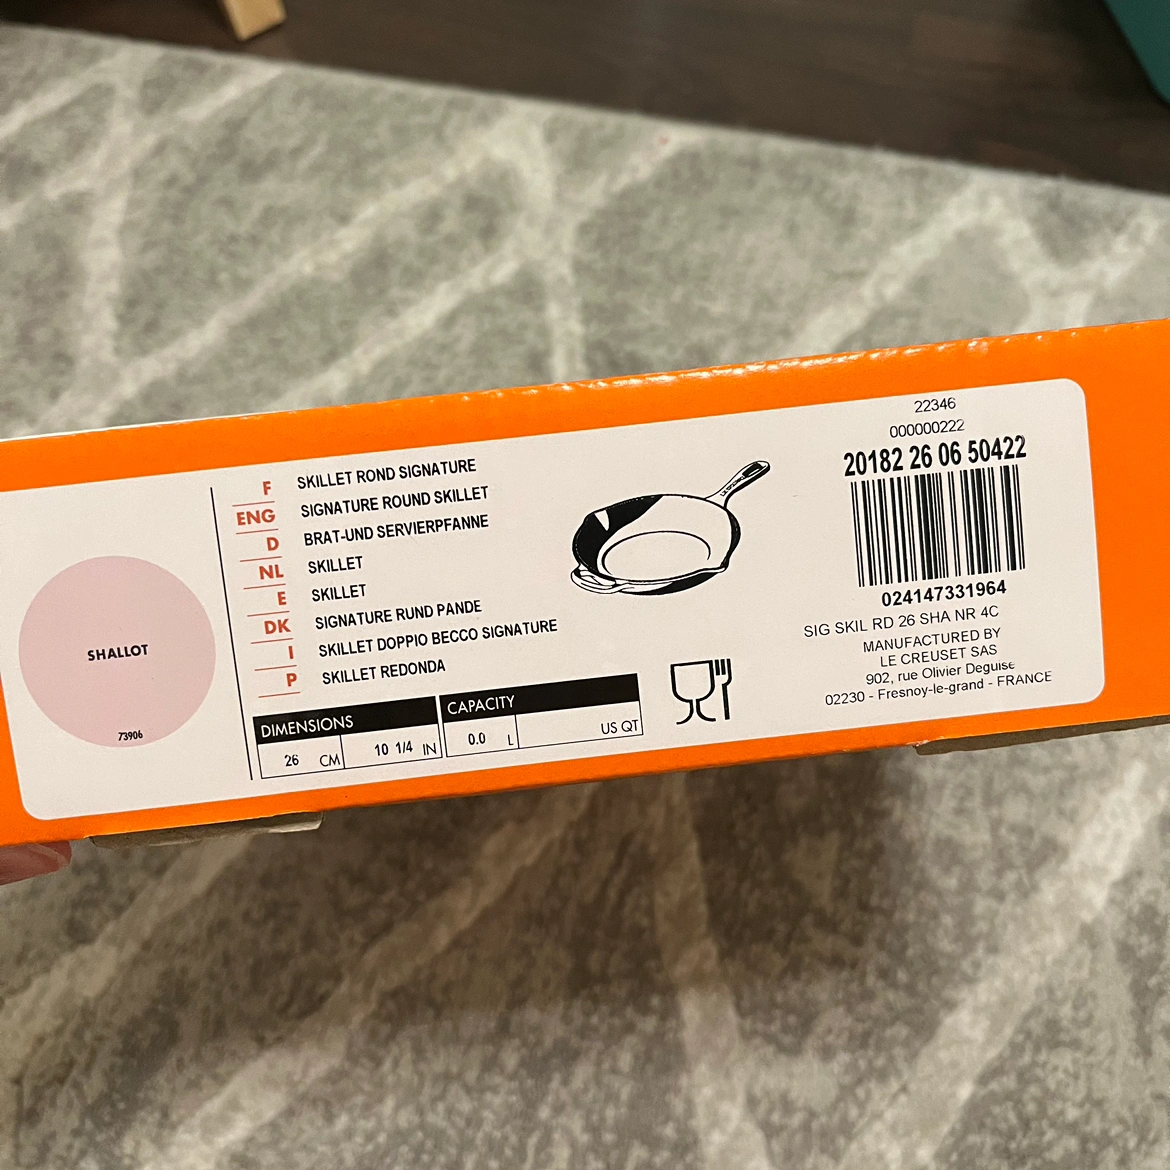 SHALLOT
73906
F SKILLET ROND SIGNATURE
ENG SIGNATURE ROUND SKILLET
D BRAT-UND SERVIERPFANNE
NL SKILLET
E SKILLET
DK SIGNATURE RUND PANDE
I SKILLET DOPPIO BECCO SIGNATURE
P SKILLET REDONDA
DIMENSIONS
26 CM 10 1/4 IN
CAPACITY
0.0 L US QT
22346
000000222
20182 26 06 50422
024147331964
SIG SKIL RD 26 SHA NR 4C
MANUFACTURED BY
LE CREUSET SAS
902, rue Olivier Deguise
02230 - Fresnoy-le-grand - FRANCE